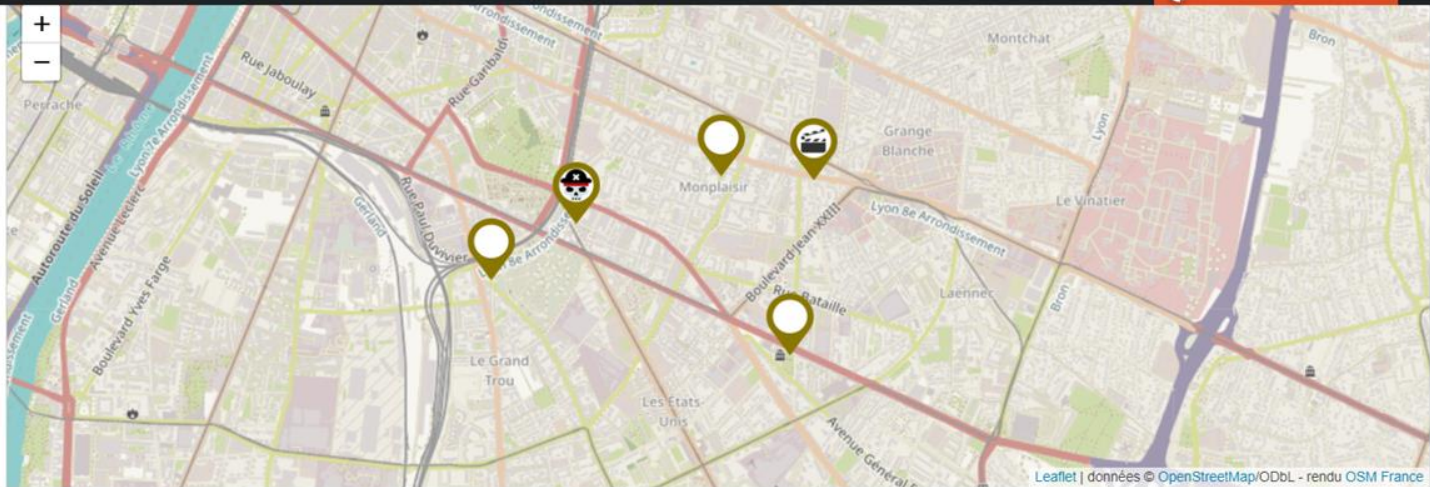 +
−
Rue Jaboulay
Perrache
Lyon 7e Arrondissement
Le Rhône
Autoroute du Soleil
Avenue Leclerc
Gerland
Boulevard Yves Farge
Gerland
Rue Paul Duvivier
Rue Garibaldi
Arrondissement
Montchat
Bron
Lyon
Grange
Blanche
Monplaisir
Le Vinatier
Lyon 8e Arrondissement
Boulevard Jean XXIII
Rue Bataille
Laennec
Bron
Le Grand
Trou
Les États-
Unis
Avenue Général
Leaflet | données © OpenStreetMap/ODbL - rendu OSM France